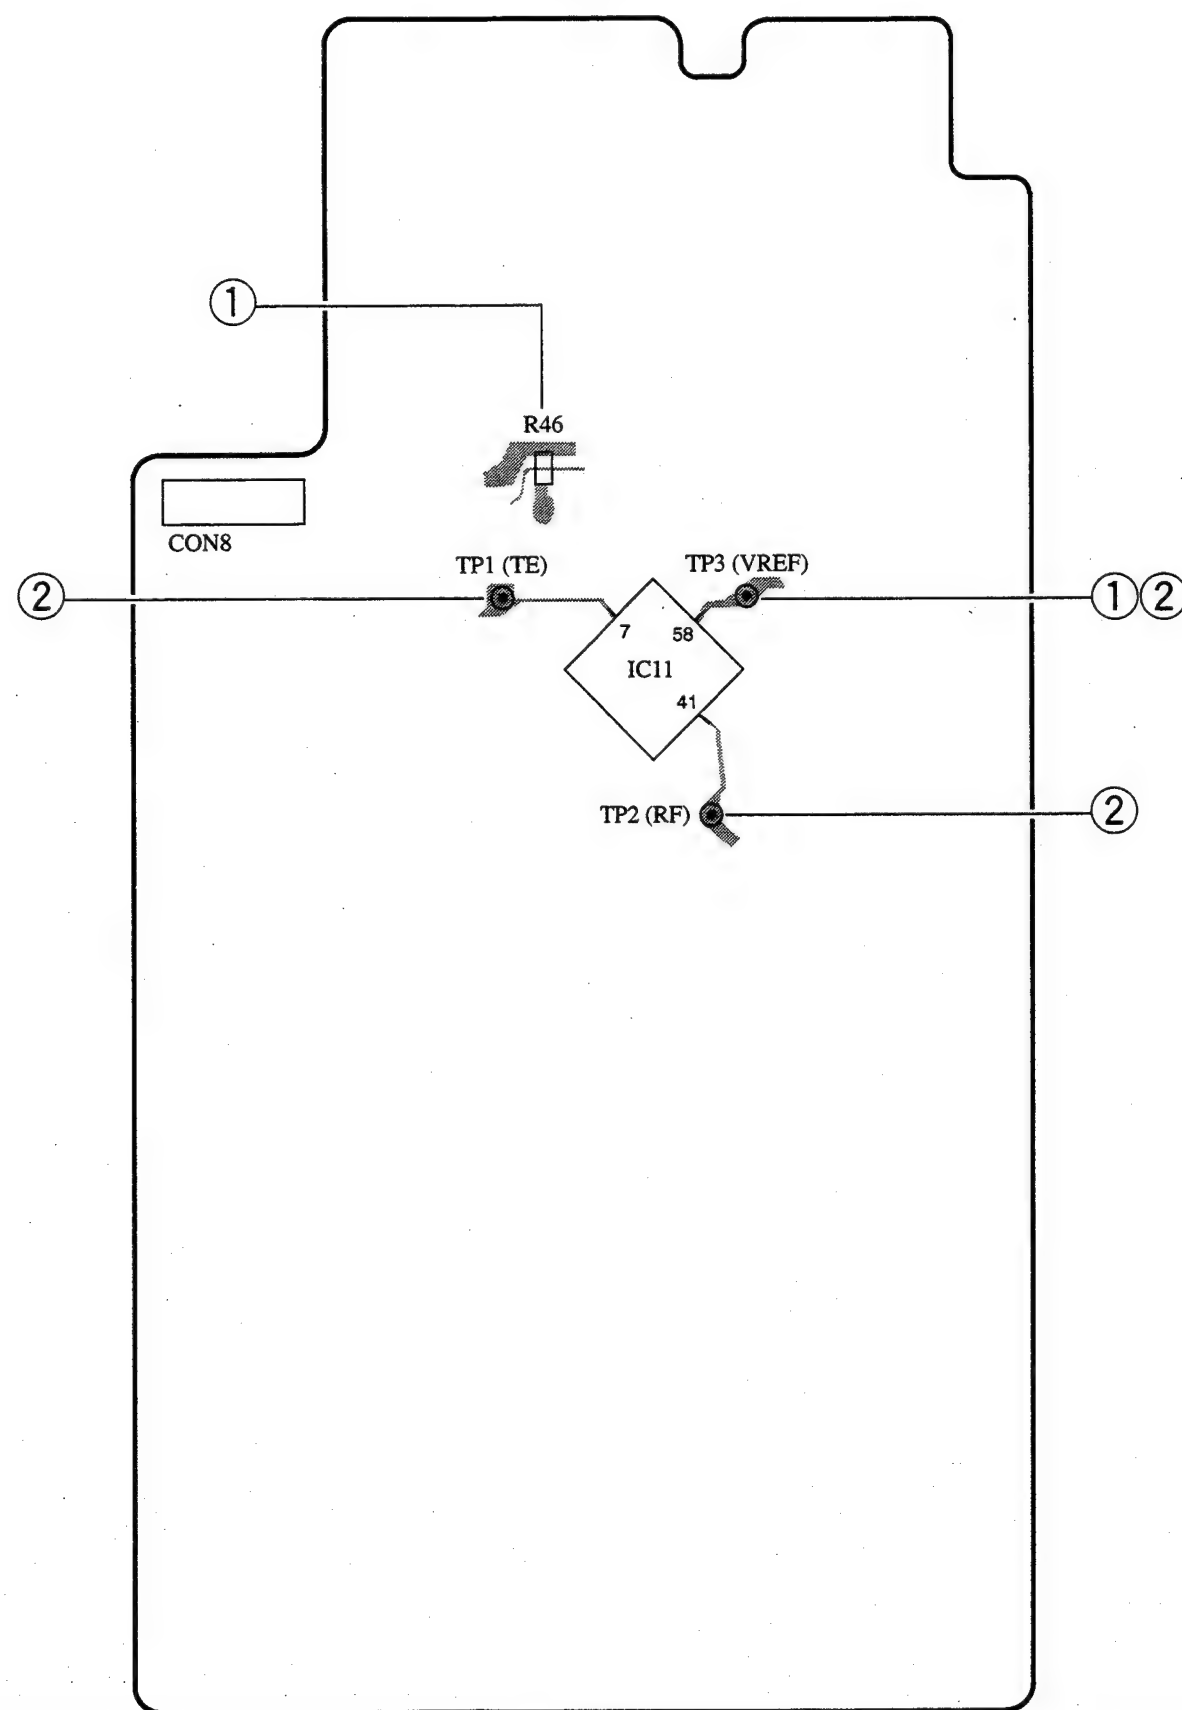 ①
R46
CON8
TP1 (TE)
TP3 (VREF)
②
①②
7
58
IC11
41
TP2 (RF)
②